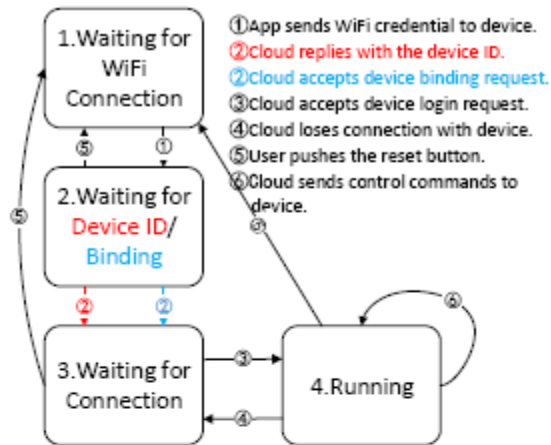 1.Waiting for
WiFi
Connection
①App sends WiFi credential to device.
②Cloud replies with the device ID.
②Cloud accepts device binding request.
③Cloud accepts device login request.
④Cloud loses connection with device.
⑤User pushes the reset button.
⑥Cloud sends control commands to
device.
⑤
①
2.Waiting for
Device ID/
Binding
⑤
⑤
②
②
⑥
3.Waiting for
Connection
③
④
4.Running